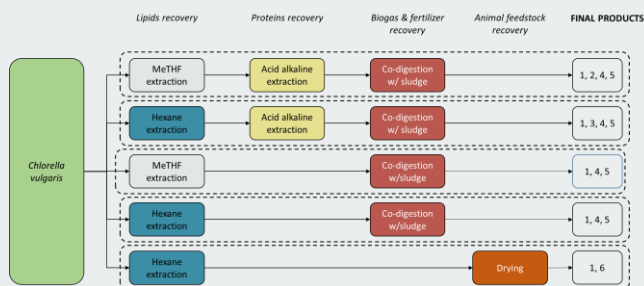 Lipids recovery
Proteins recovery
Biogas & fertilizer
recovery
Animal feedstock
recovery
FINAL PRODUCTS
Chlorella
vulgaris
MeTHF
extraction
Acid alkaline
extraction
Co-digestion
w/ sludge
1, 2, 4, 5
Hexane
extraction
Acid alkaline
extraction
Co-digestion
w/ sludge
1, 3, 4, 5
MeTHF
extraction
Co-digestion
w/sludge
1, 4, 5
Hexane
extraction
Co-digestion
w/sludge
1, 4, 5
Hexane
extraction
Drying
1, 6